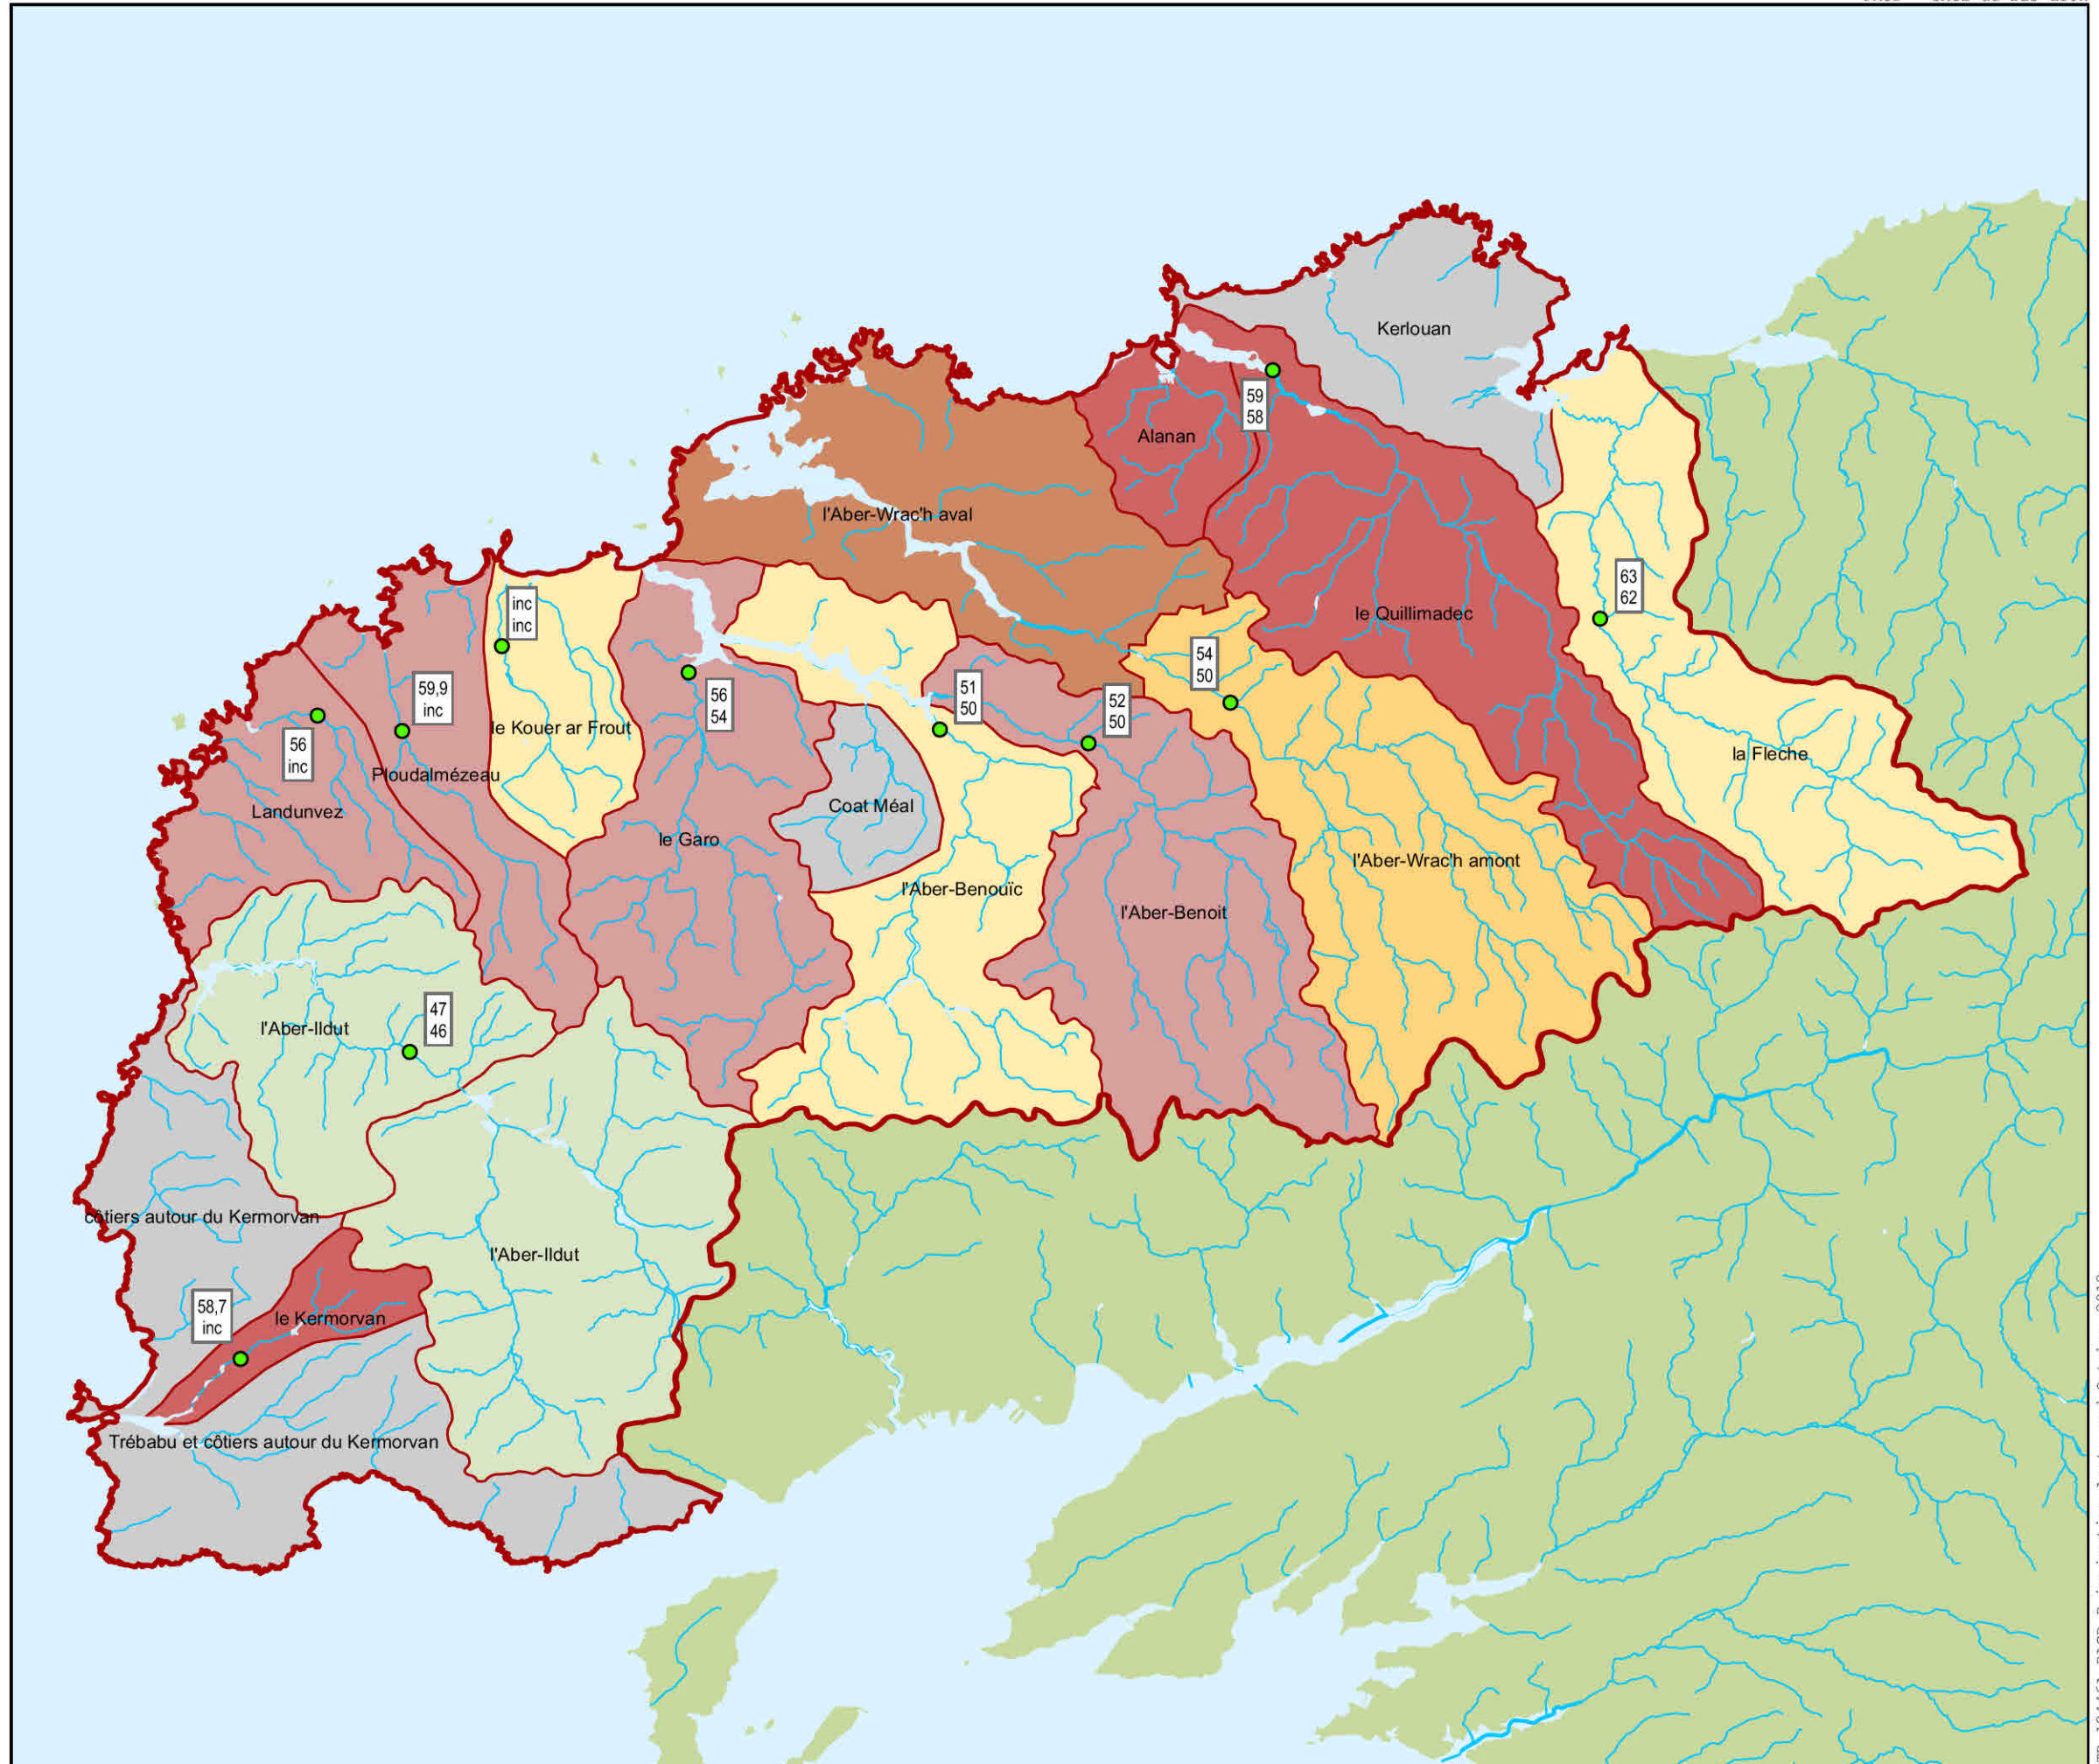 Kerlouan
59
58
Alanan
l'Aber-Wrac'h aval
63
62
inc
inc
le Quillimadec
54
50
59,9
inc
56
54
51
50
52
50
le Kouer ar Frout
56
inc
la Fleche
Ploudalmézeau
Landunvez
Coat Méal
le Garo
l'Aber-Wrac'h amont
l'Aber-Benouïc
l'Aber-Benoit
47
46
l'Aber-Ildut
côtiers autour du Kermorvan
l'Aber-Ildut
58,7
inc
le Kermorvan
Trébabu et côtiers autour du Kermorvan